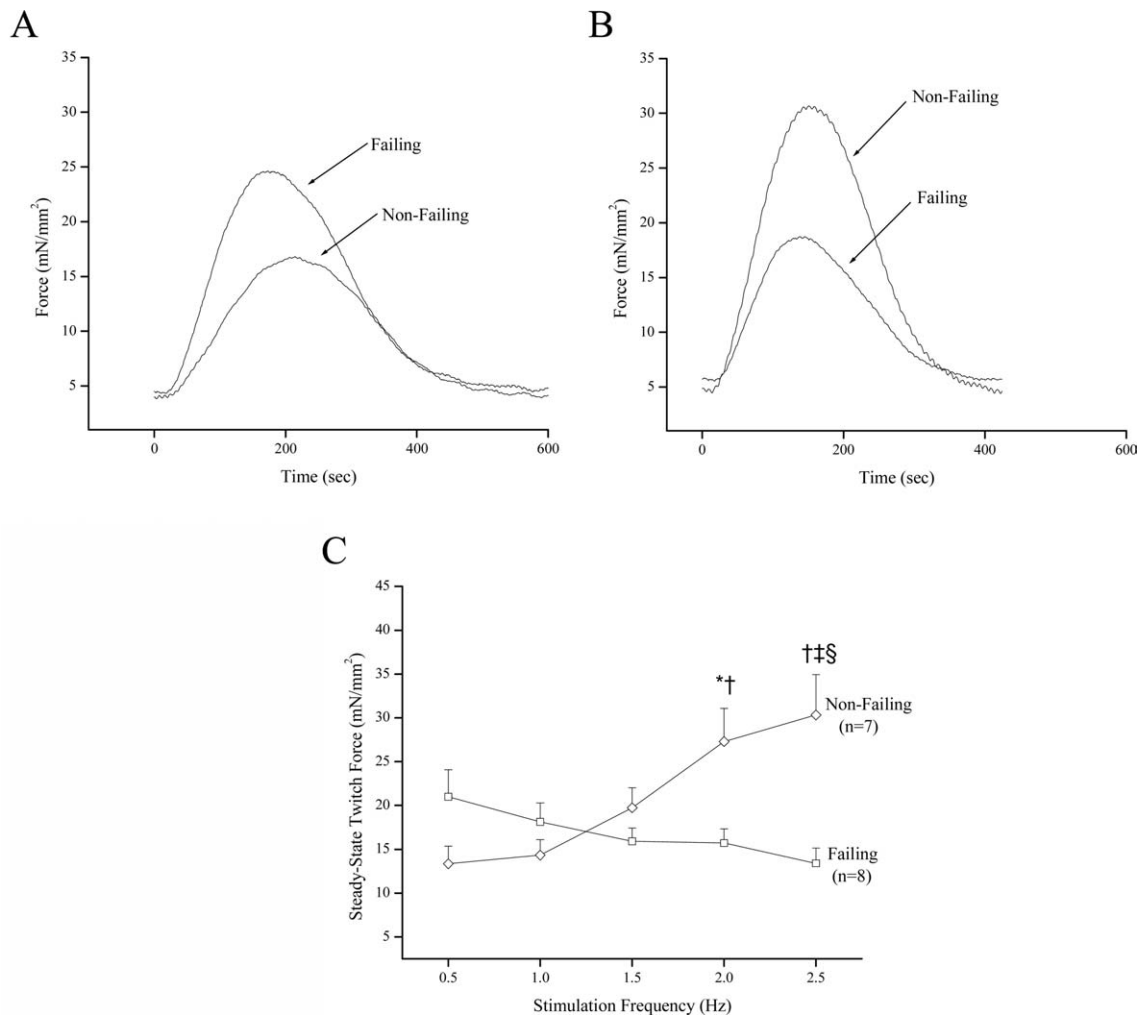 A
35
30
25
20
15
10
5
Force (mN/mm²)
Failing
Non-Failing
0
200
400
600
Time (sec)
B
35
30
25
20
15
10
5
Force (mN/mm²)
Non-Failing
Failing
0
200
400
600
Time (sec)
C
45
40
35
30
25
20
15
10
5
Steady-State Twitch Force (mN/mm²)
*†
†‡§
Non-Failing
(n=7)
Failing
(n=8)
0.5
1.0
1.5
2.0
2.5
Stimulation Frequency (Hz)